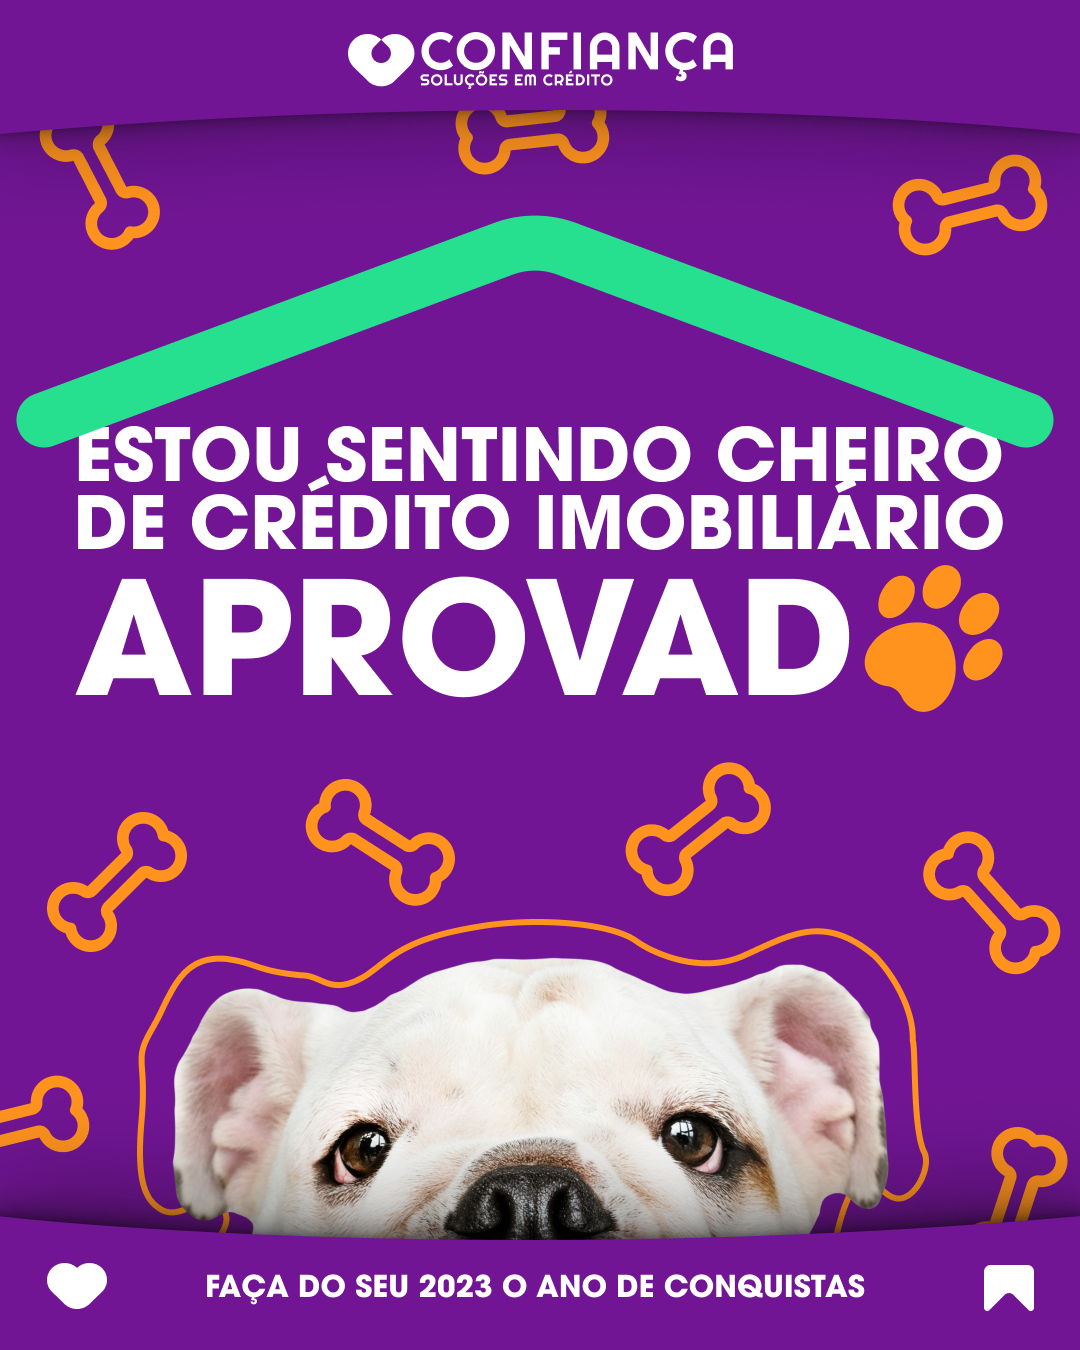 CONFIANÇA
SOLUÇÕES EM CRÉDITO
ESTOU SENTINDO CHEIRO
DE CRÉDITO IMOBILIÁRIO
APROVAD
FAÇA DO SEU 2023 O ANO DE CONQUISTAS